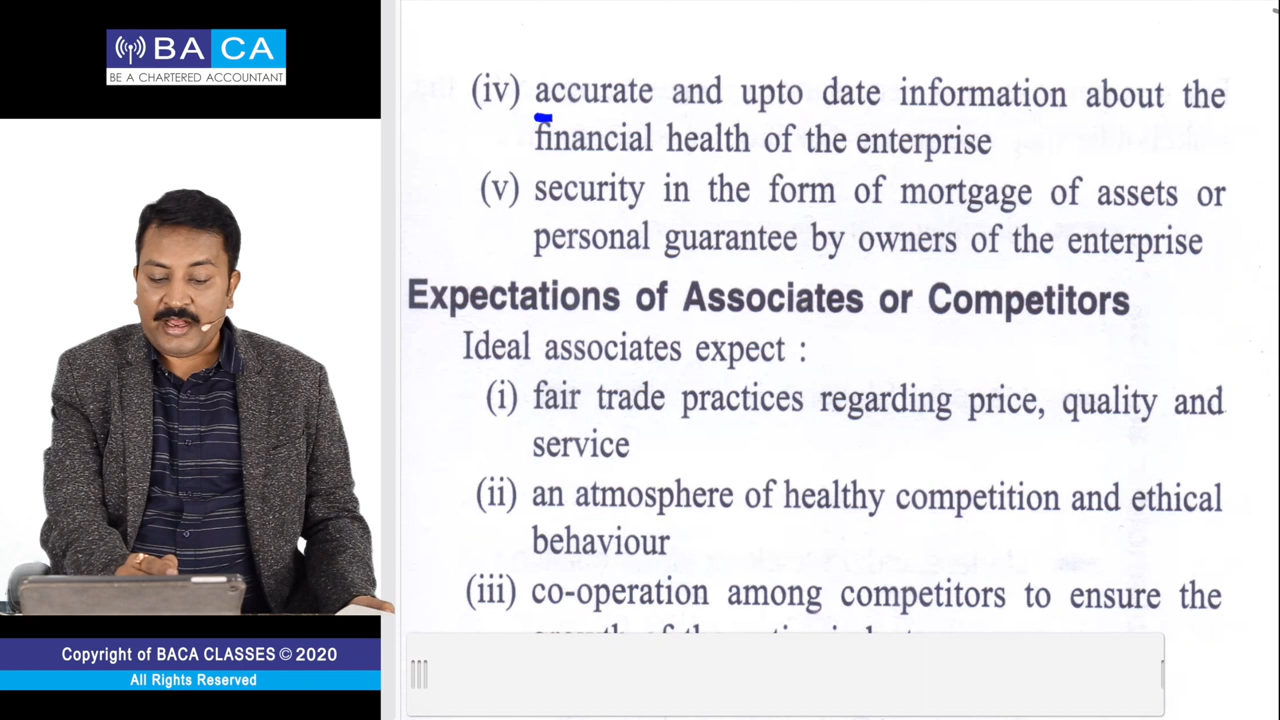 BA CA
BE A CHARTERED ACCOUNTANT
(iv) accurate and upto date information about the
financial health of the enterprise
(v) security in the form of mortgage of assets or
personal guarantee by owners of the enterprise
Expectations of Associates or Competitors
Ideal associates expect :
(i) fair trade practices regarding price, quality and
service
(ii) an atmosphere of healthy competition and ethical
behaviour
(iii) co-operation among competitors to ensure the
Copyright of BACA CLASSES © 2020
All Rights Reserved